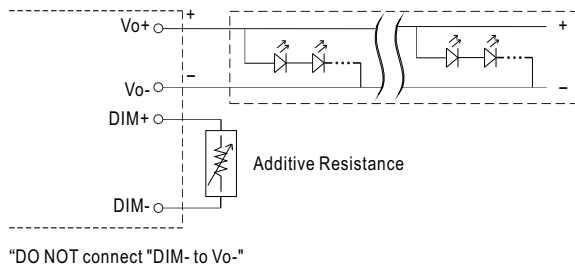 Vo+
+
+
−
Vo-
−
DIM+
Additive Resistance
DIM-
“DO NOT connect "DIM- to Vo-"